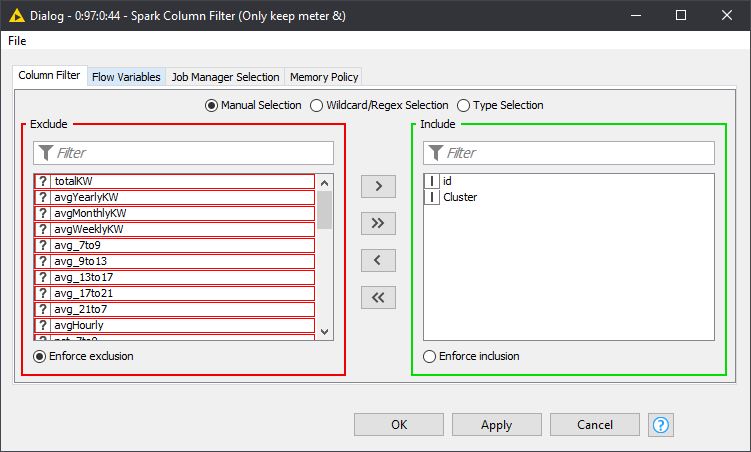 Dialog - 0:97:0:44 - Spark Column Filter (Only keep meter &)
File
Column Filter Flow Variables Job Manager Selection Memory Policy
Manual Selection Wildcard/Regex Selection Type Selection
Exclude
Filter
? totalKW
? avgYearlyKW
? avgMonthlyKW
? avgWeeklyKW
? avg_7to9
? avg_9to13
? avg_13to17
? avg_17to21
? avg_21to7
? avgHourly
Enforce exclusion
>
>>
<
<<
Include
Filter
I id
I Cluster
Enforce inclusion
OK Apply Cancel ?